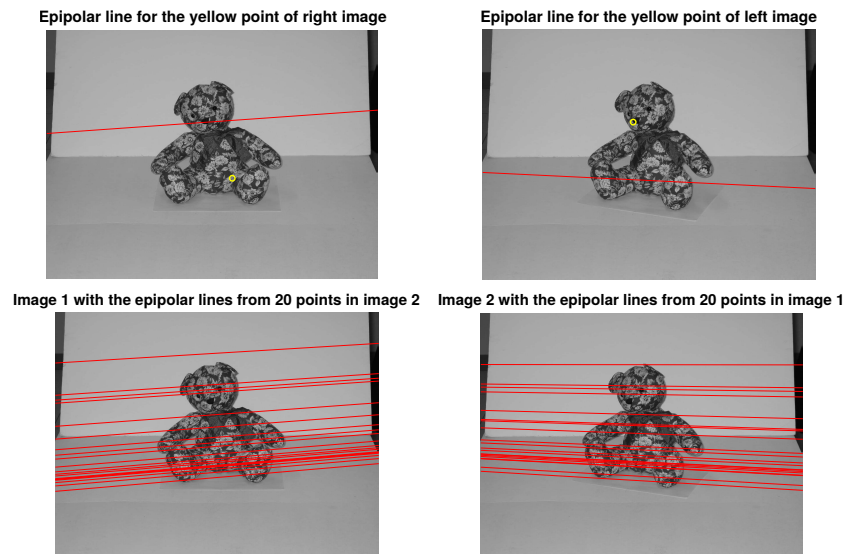 Epipolar line for the yellow point of right image
Epipolar line for the yellow point of left image
Image 1 with the epipolar lines from 20 points in image 2
Image 2 with the epipolar lines from 20 points in image 1